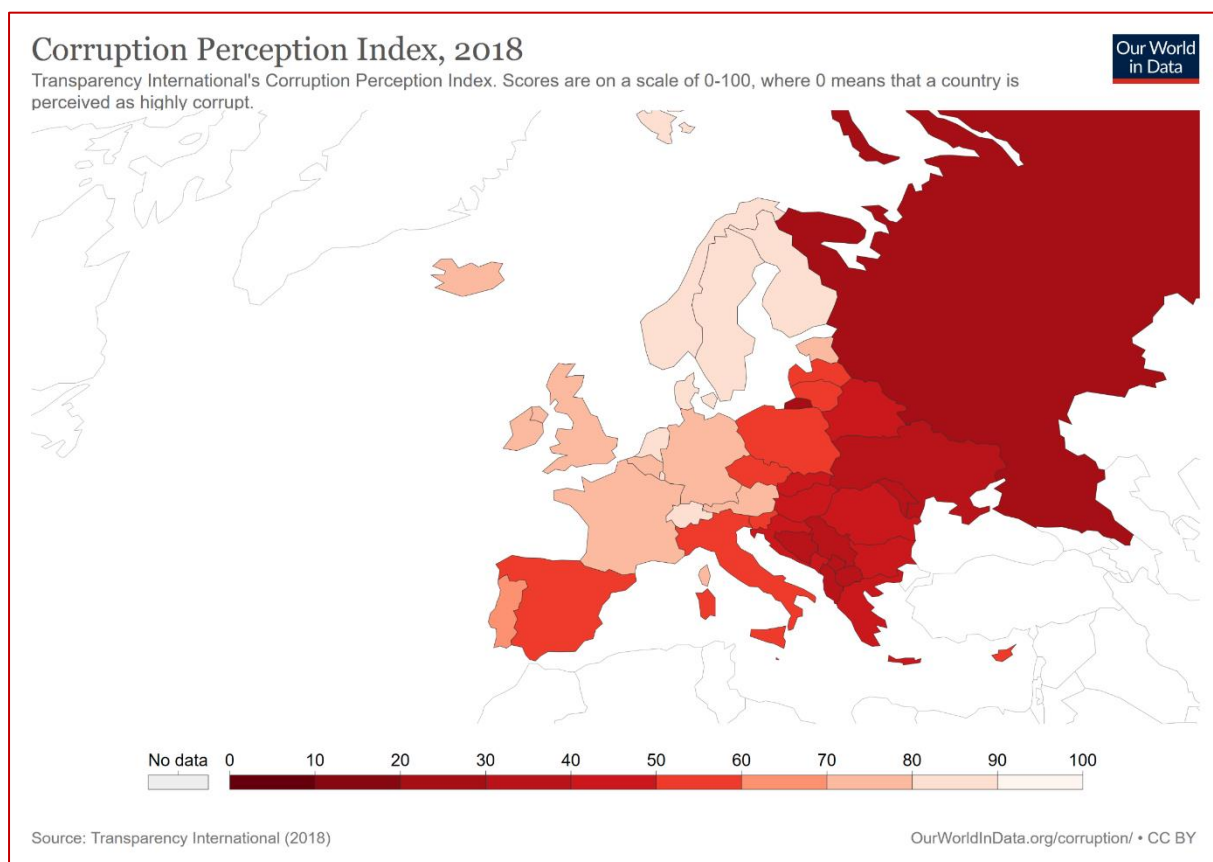 Corruption Perception Index, 2018
Our World
in Data
Transparency International's Corruption Perception Index. Scores are on a scale of 0-100, where 0 means that a country is
perceived as highly corrupt.
No data 0 10 20 30 40 50 60 70 80 90 100
Source: Transparency International (2018)
OurWorldInData.org/corruption/ • CC BY